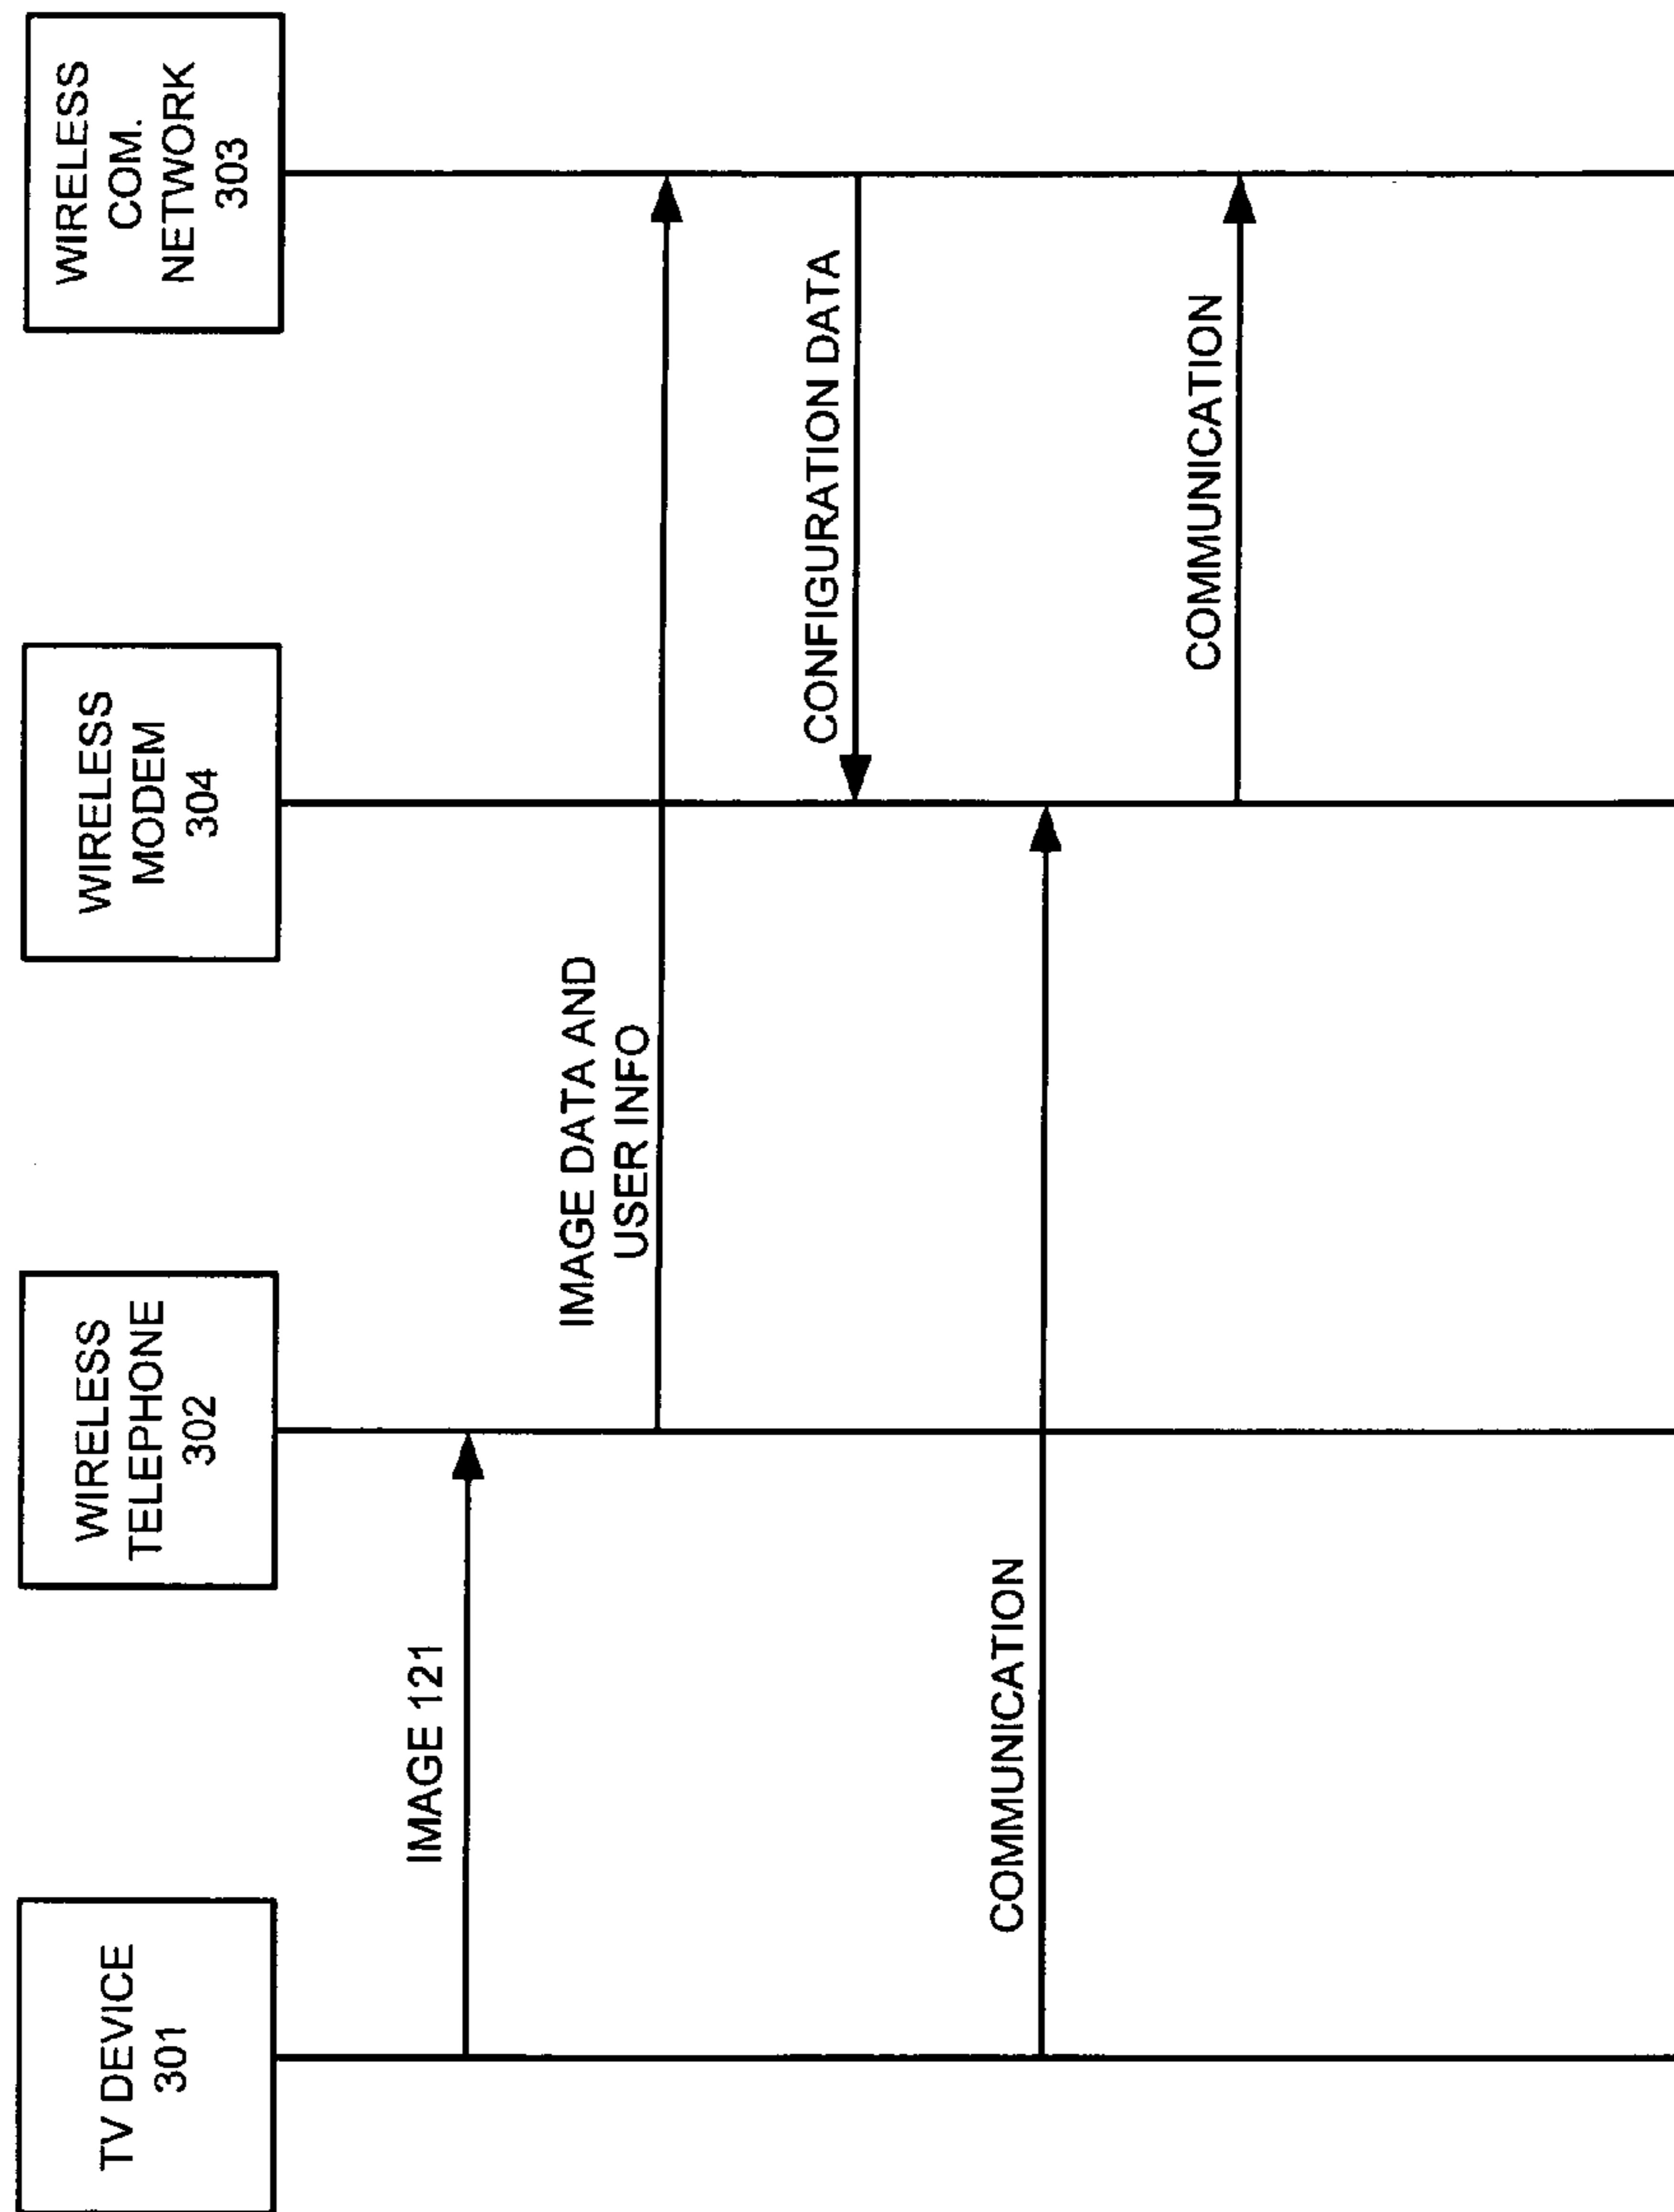 TV DEVICE
301
WIRELESS
TELEPHONE
302
WIRELESS
MODEM
304
WIRELESS
COM.
NETWORK
303
IMAGE 121
IMAGE DATA AND
USER INFO
CONFIGURATION DATA
COMMUNICATION
COMMUNICATION